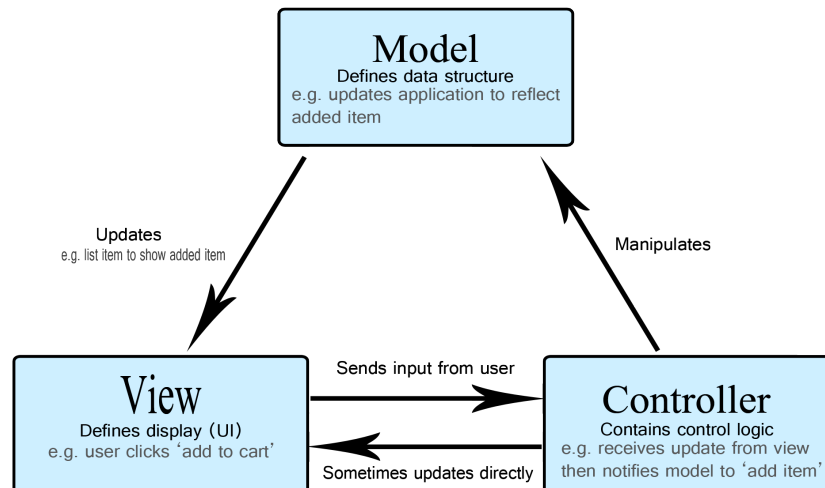 Model
Defines data structure
e.g. updates application to reflect
added item
Updates
e.g. list item to show added item
Manipulates
View
Defines display (UI)
e.g. user clicks ‘add to cart’
Sends input from user
Sometimes updates directly
Controller
Contains control logic
e.g. receives update from view
then notifies model to ‘add item’